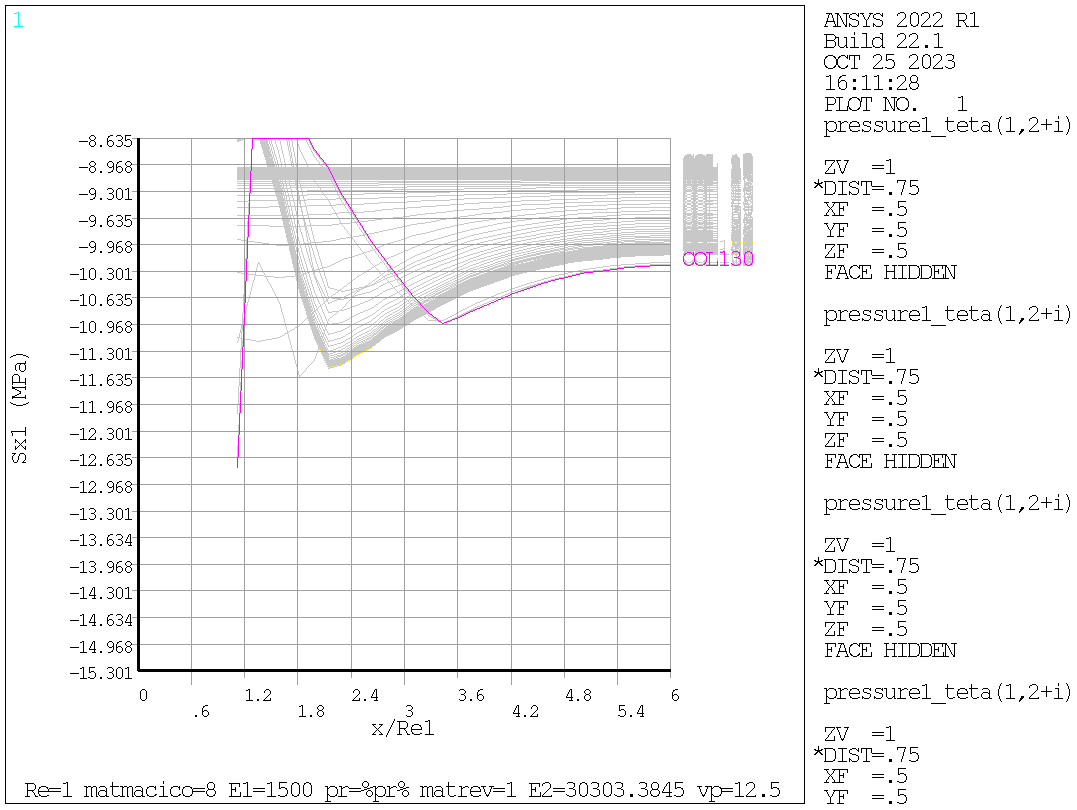 1
ANSYS 2022 R1
Build 22.1
OCT 25 2023
16:11:28
PLOT NO.   1
pressure1_teta(1,2+i)
ZV  =1
*DIST=.75
XF  =.5
YF  =.5
ZF  =.5
FACE HIDDEN
pressure1_teta(1,2+i)
ZV  =1
*DIST=.75
XF  =.5
YF  =.5
ZF  =.5
FACE HIDDEN
pressure1_teta(1,2+i)
ZV  =1
*DIST=.75
XF  =.5
YF  =.5
ZF  =.5
FACE HIDDEN
pressure1_teta(1,2+i)
ZV  =1
*DIST=.75
XF  =.5
YF  =.5
-8.635
-8.968
-9.301
-9.635
-9.968
-10.301
-10.635
-10.968
-11.301
-11.635
-11.968
-12.301
-12.635
-12.968
-13.301
-13.634
-13.968
-14.301
-14.634
-14.968
-15.301
Sx1 (MPa)
COL130
0 1.2 2.4 3.6 4.8 6
.6 1.8 3 4.2 5.4
x/Re1
Re=1 matmacico=8 E1=1500 pr=%pr% matrev=1 E2=30303.3845 vp=12.5